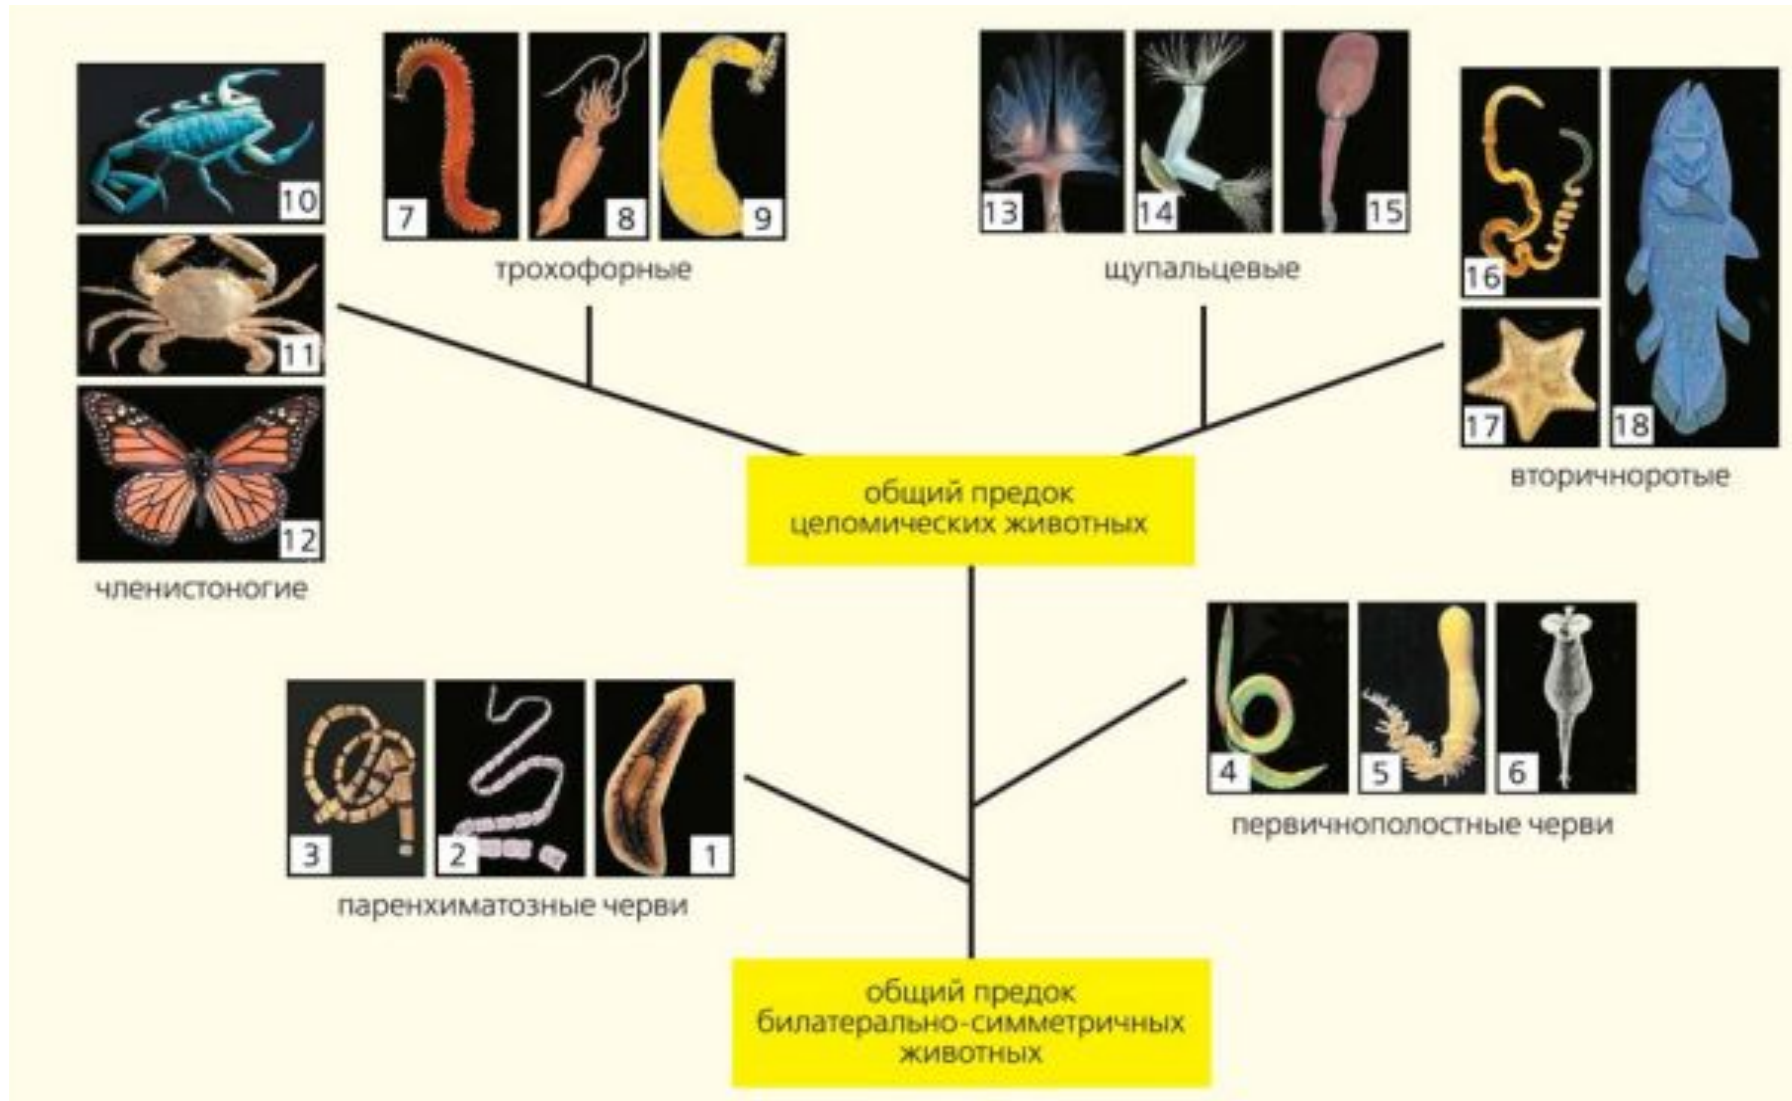 10
11
12
членистоногие
7
8
9
трохофорные
13
14
15
щупальцевые
16
17
18
вторичноротые
общий предок
целомических животных
3
2
1
паренхиматозные черви
4
5
6
первичнополостные черви
общий предок
билатерально-симметричных
животных